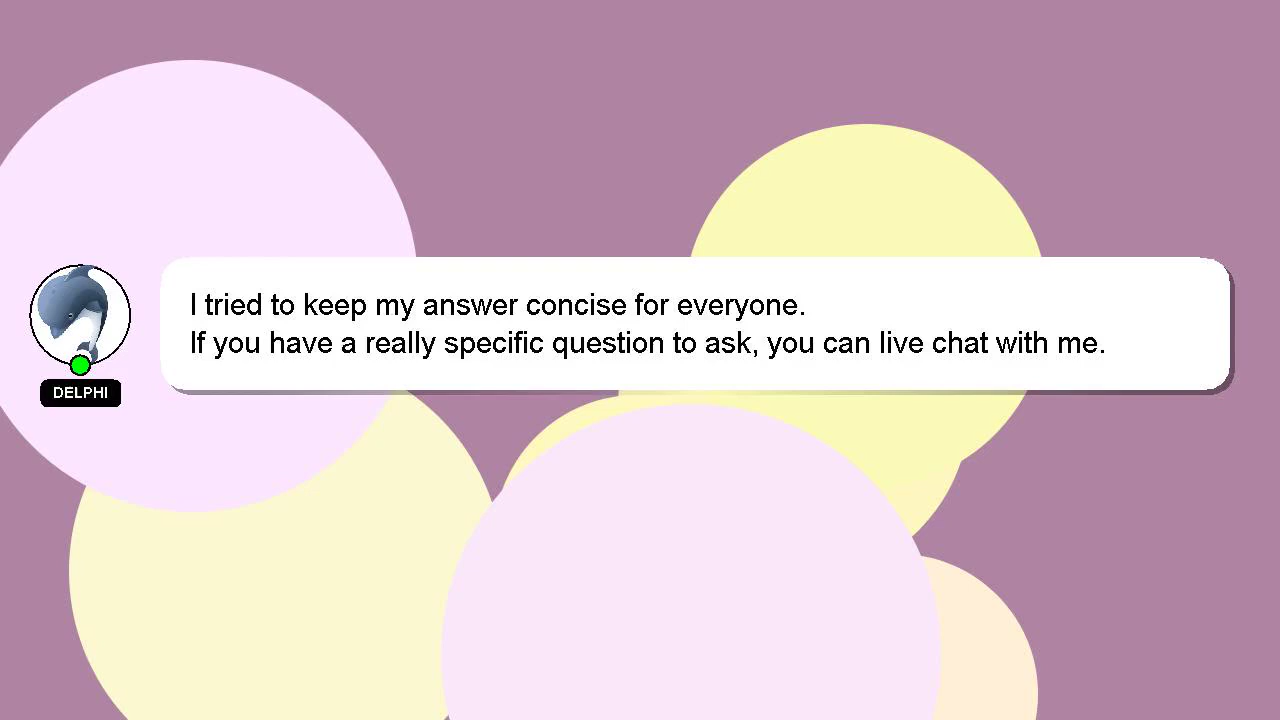 I tried to keep my answer concise for everyone.
If you have a really specific question to ask, you can live chat with me.
DELPHI